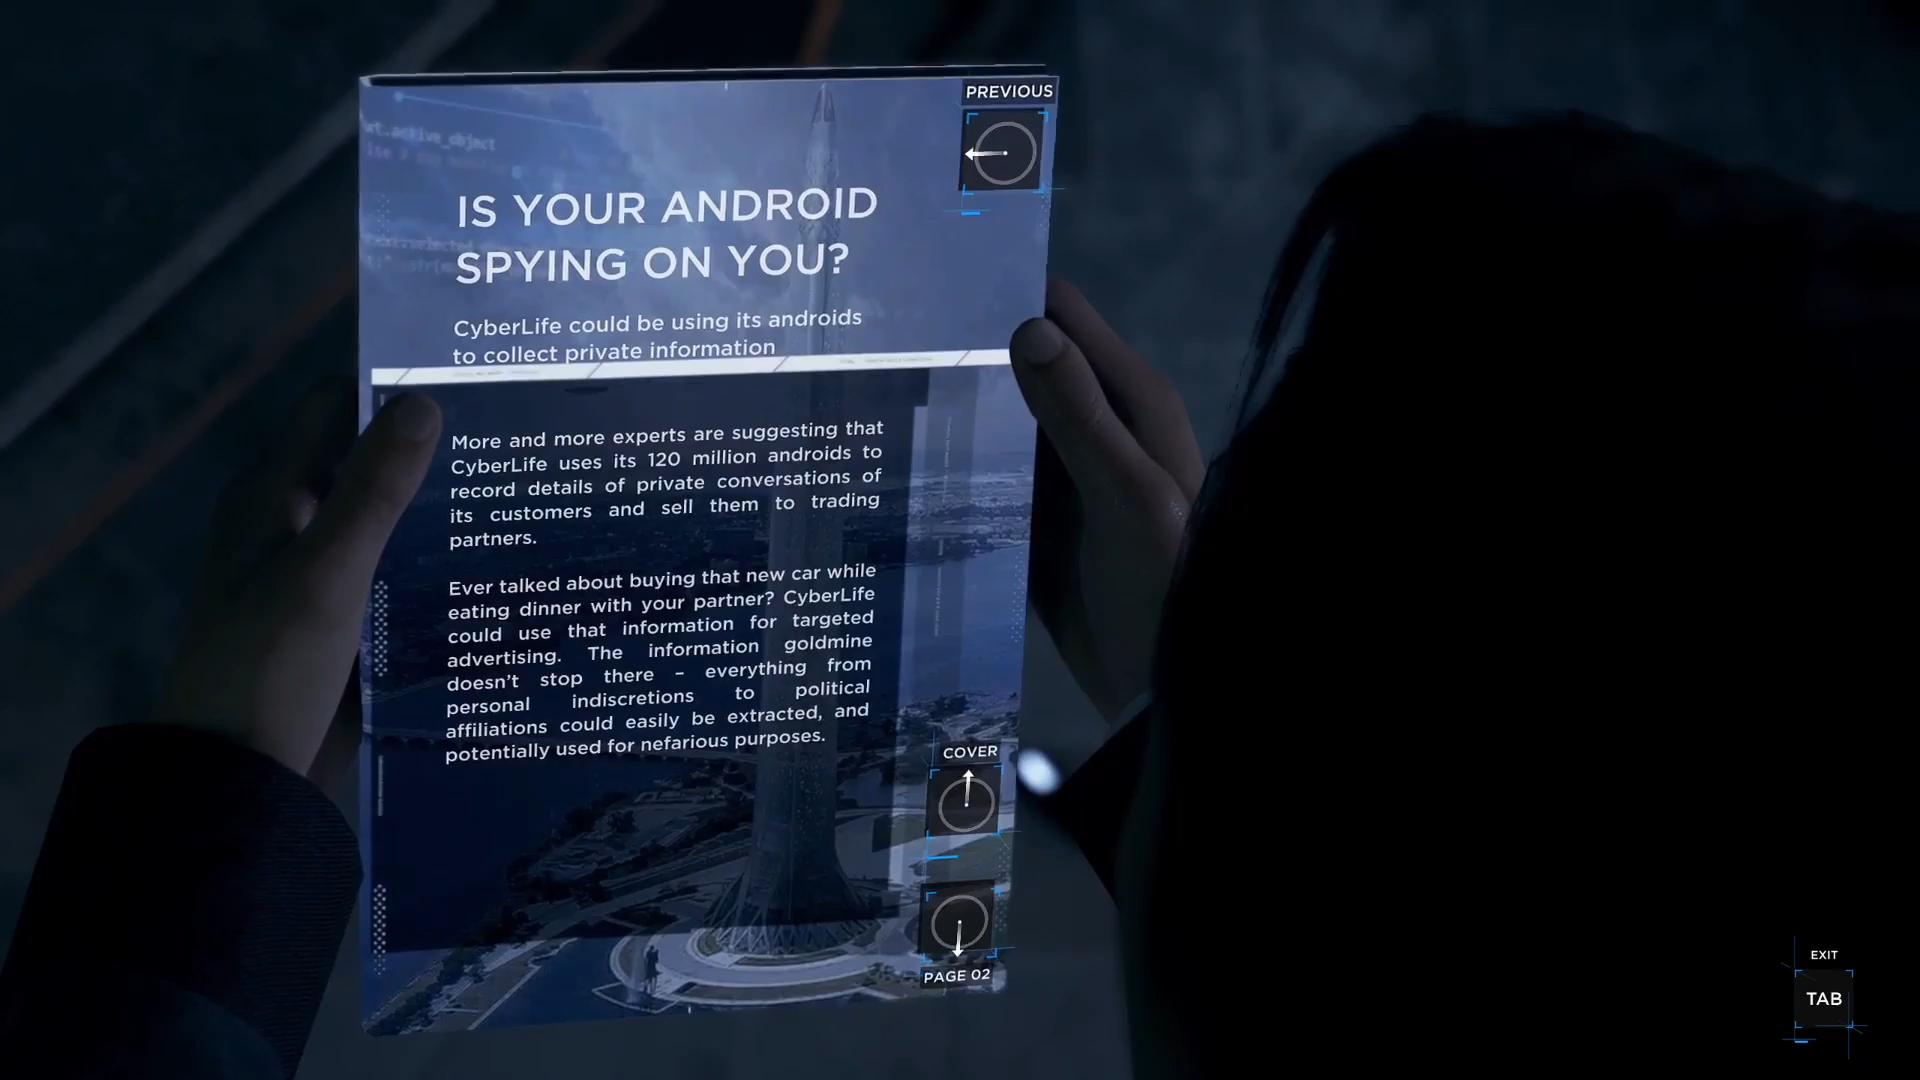 PREVIOUS
wt.active_object
IS YOUR ANDROID
SPYING ON YOU?
CyberLife could be using its androids
to collect private information
More and more experts are suggesting that
CyberLife uses its 120 million androids to
record details of private conversations of
its customers and sell them to trading
partners.
Ever talked about buying that new car while
eating dinner with your partner? CyberLife
could use that information for targeted
advertising. The information goldmine
doesn't stop there – everything from
personal indiscretions to political
affiliations could easily be extracted, and
potentially used for nefarious purposes.
COVER
PAGE 02
EXIT
TAB